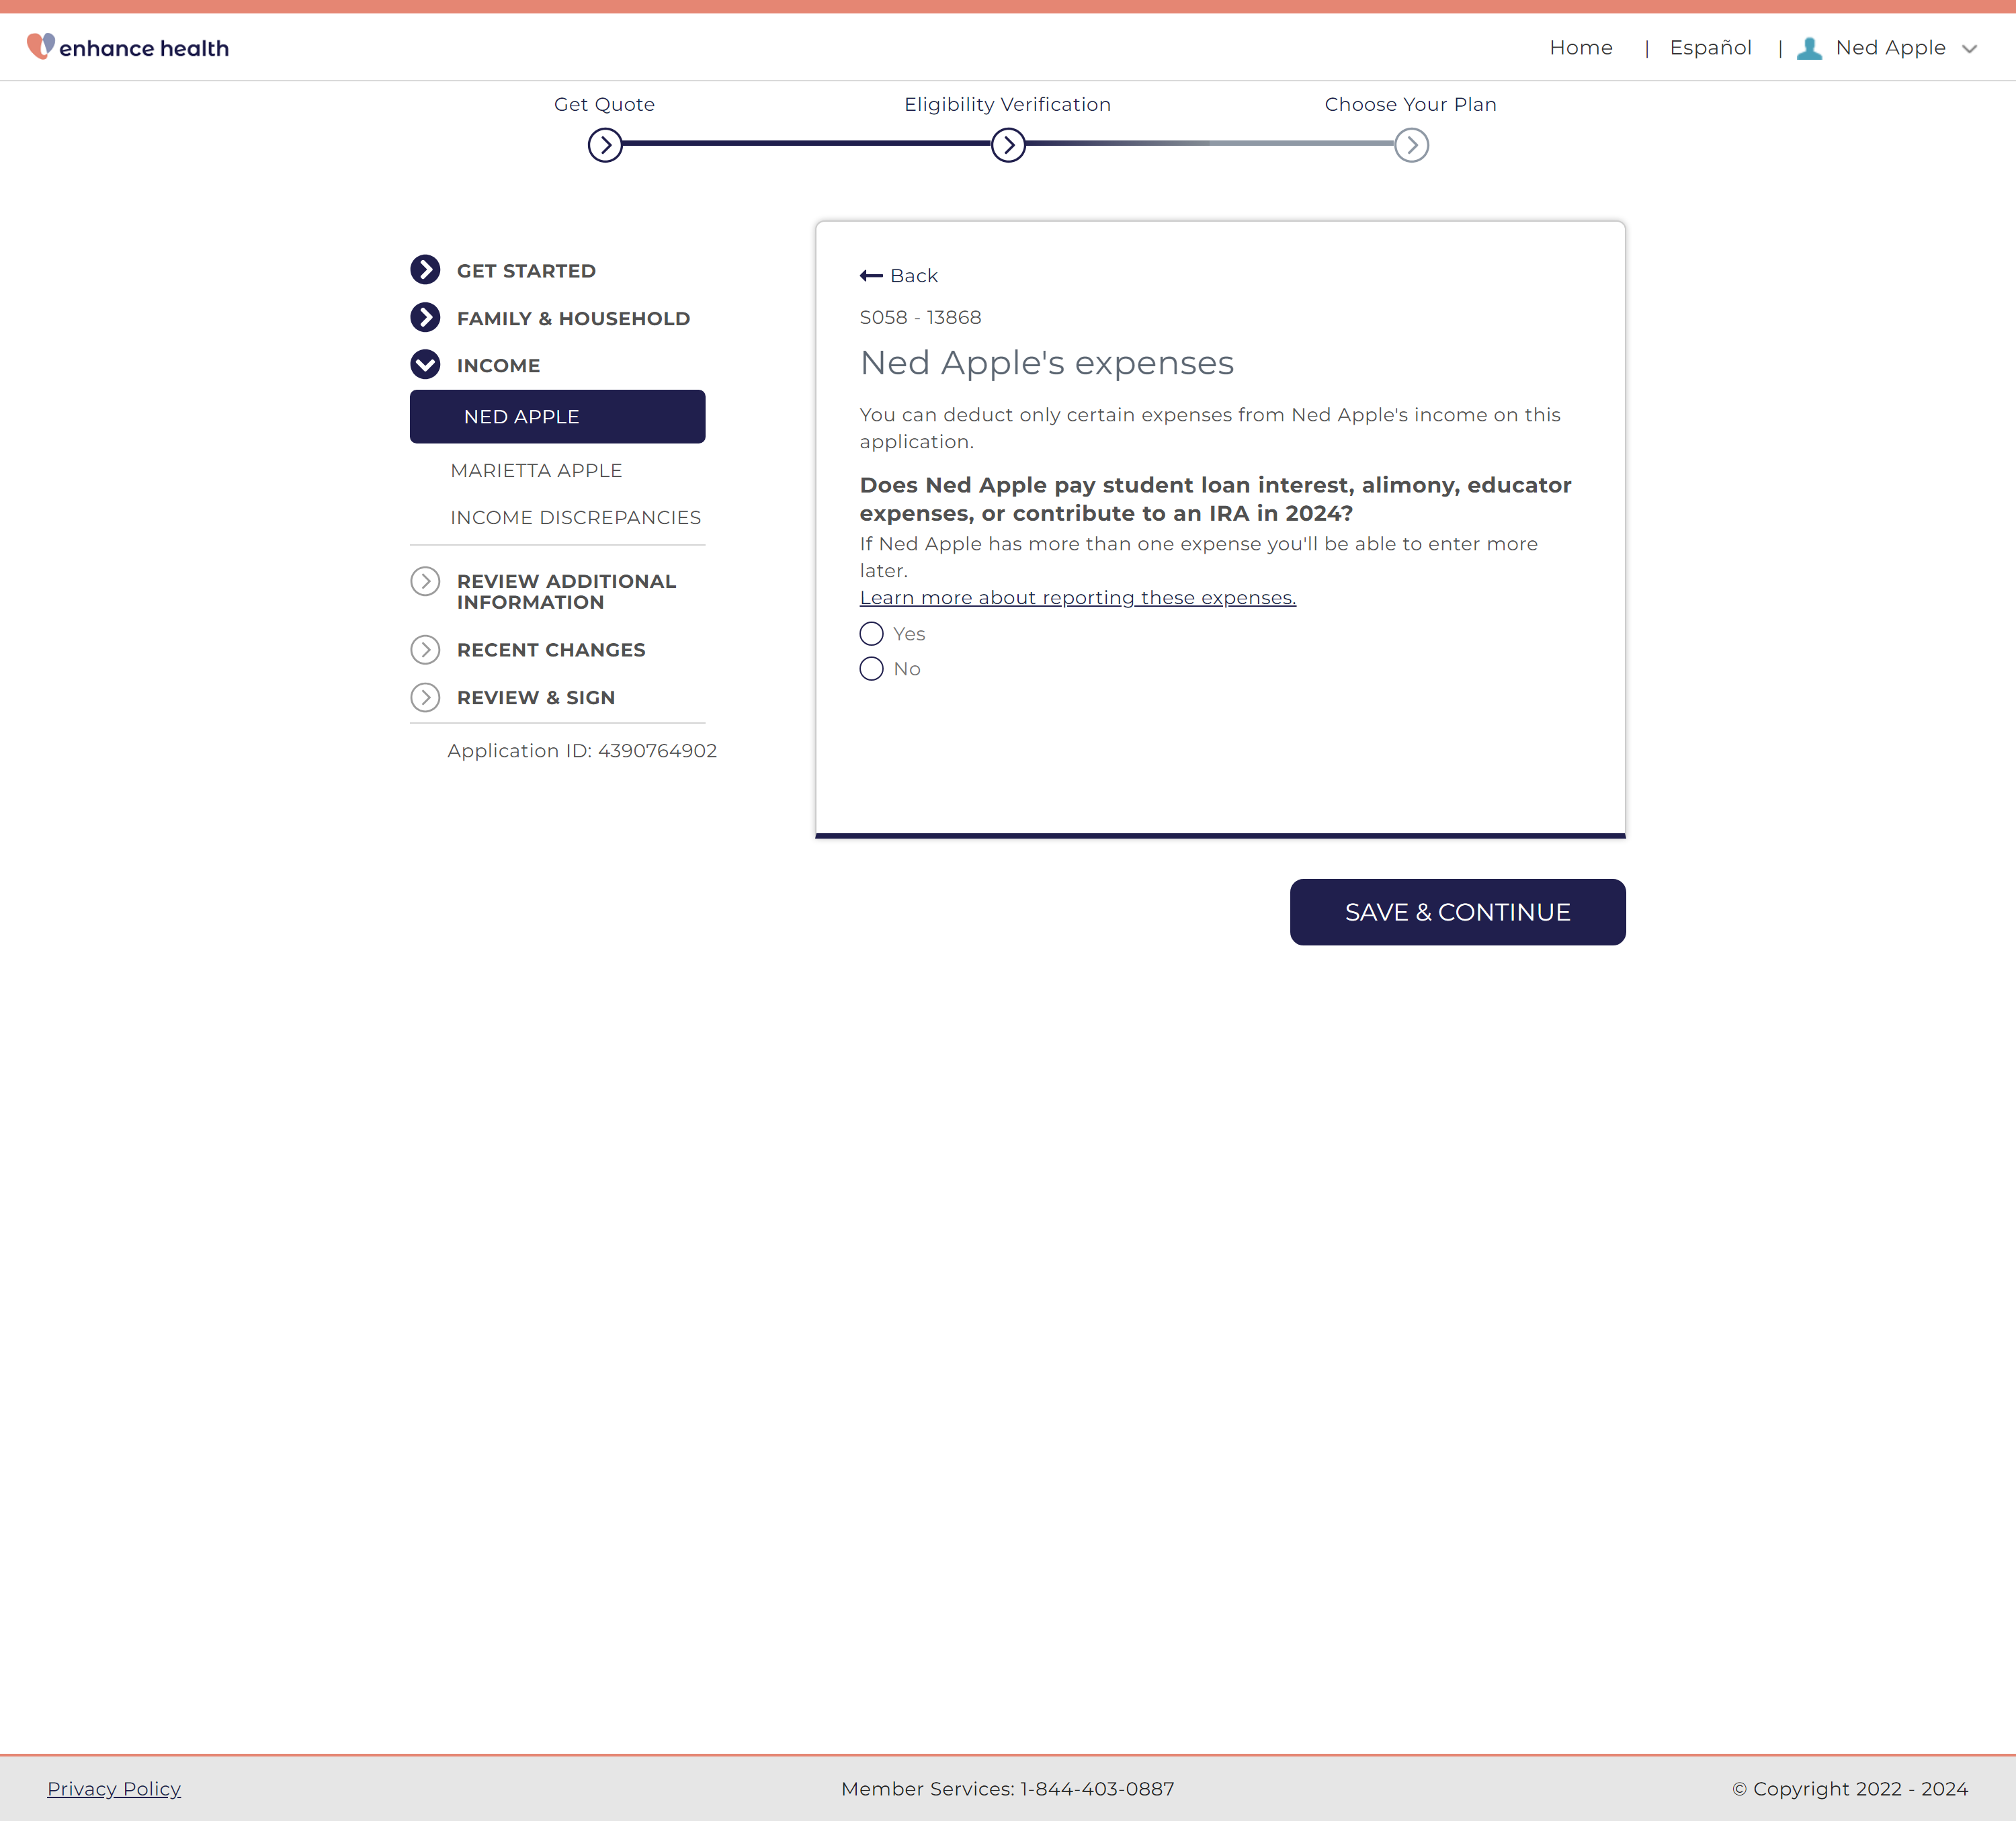 enhance health
Home | Español | Ned Apple
Get Quote
Eligibility Verification
Choose Your Plan
GET STARTED
FAMILY & HOUSEHOLD
INCOME
NED APPLE
MARIETTA APPLE
INCOME DISCREPANCIES
REVIEW ADDITIONAL
INFORMATION
RECENT CHANGES
REVIEW & SIGN
Application ID: 4390764902
Back
S058 - 13868
Ned Apple's expenses
You can deduct only certain expenses from Ned Apple's income on this
application.
Does Ned Apple pay student loan interest, alimony, educator
expenses, or contribute to an IRA in 2024?
If Ned Apple has more than one expense you'll be able to enter more
later.
Learn more about reporting these expenses.
Yes
No
SAVE & CONTINUE
Privacy Policy
Member Services: 1-844-403-0887
© Copyright 2022 - 2024